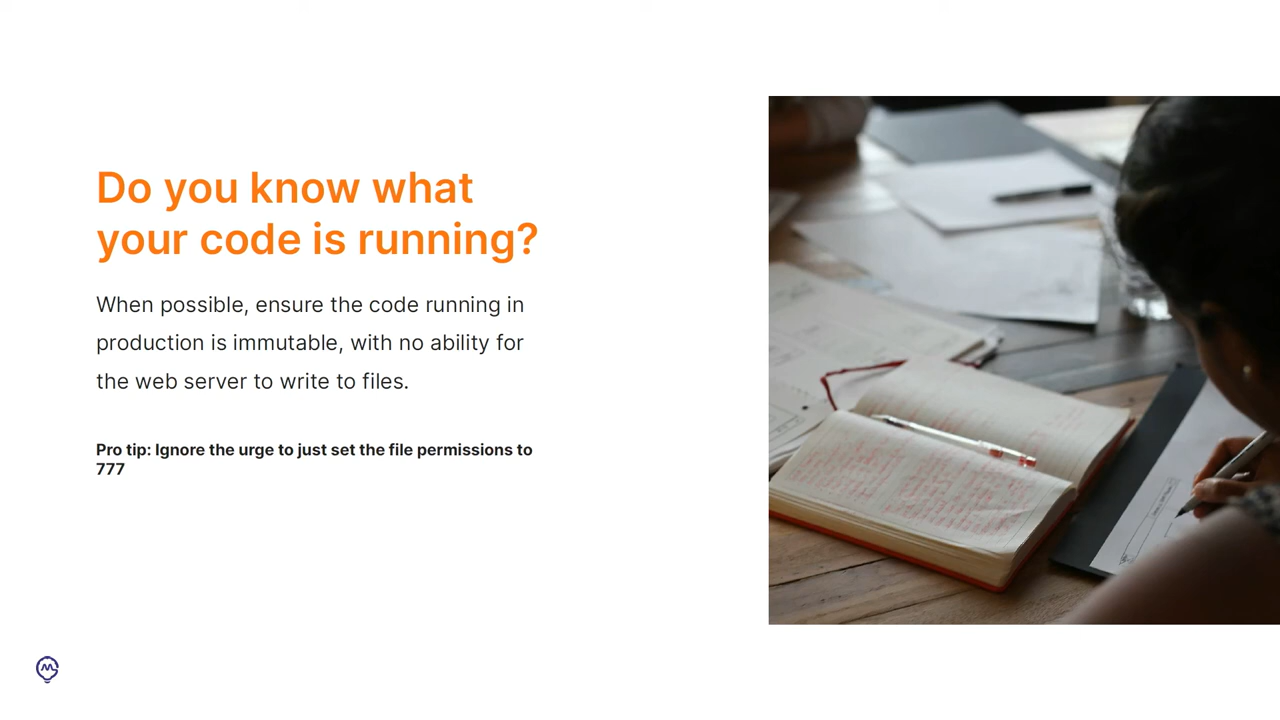 Do you know what
your code is running?
When possible, ensure the code running in
production is immutable, with no ability for
the web server to write to files.
Pro tip: Ignore the urge to just set the file permissions to
777